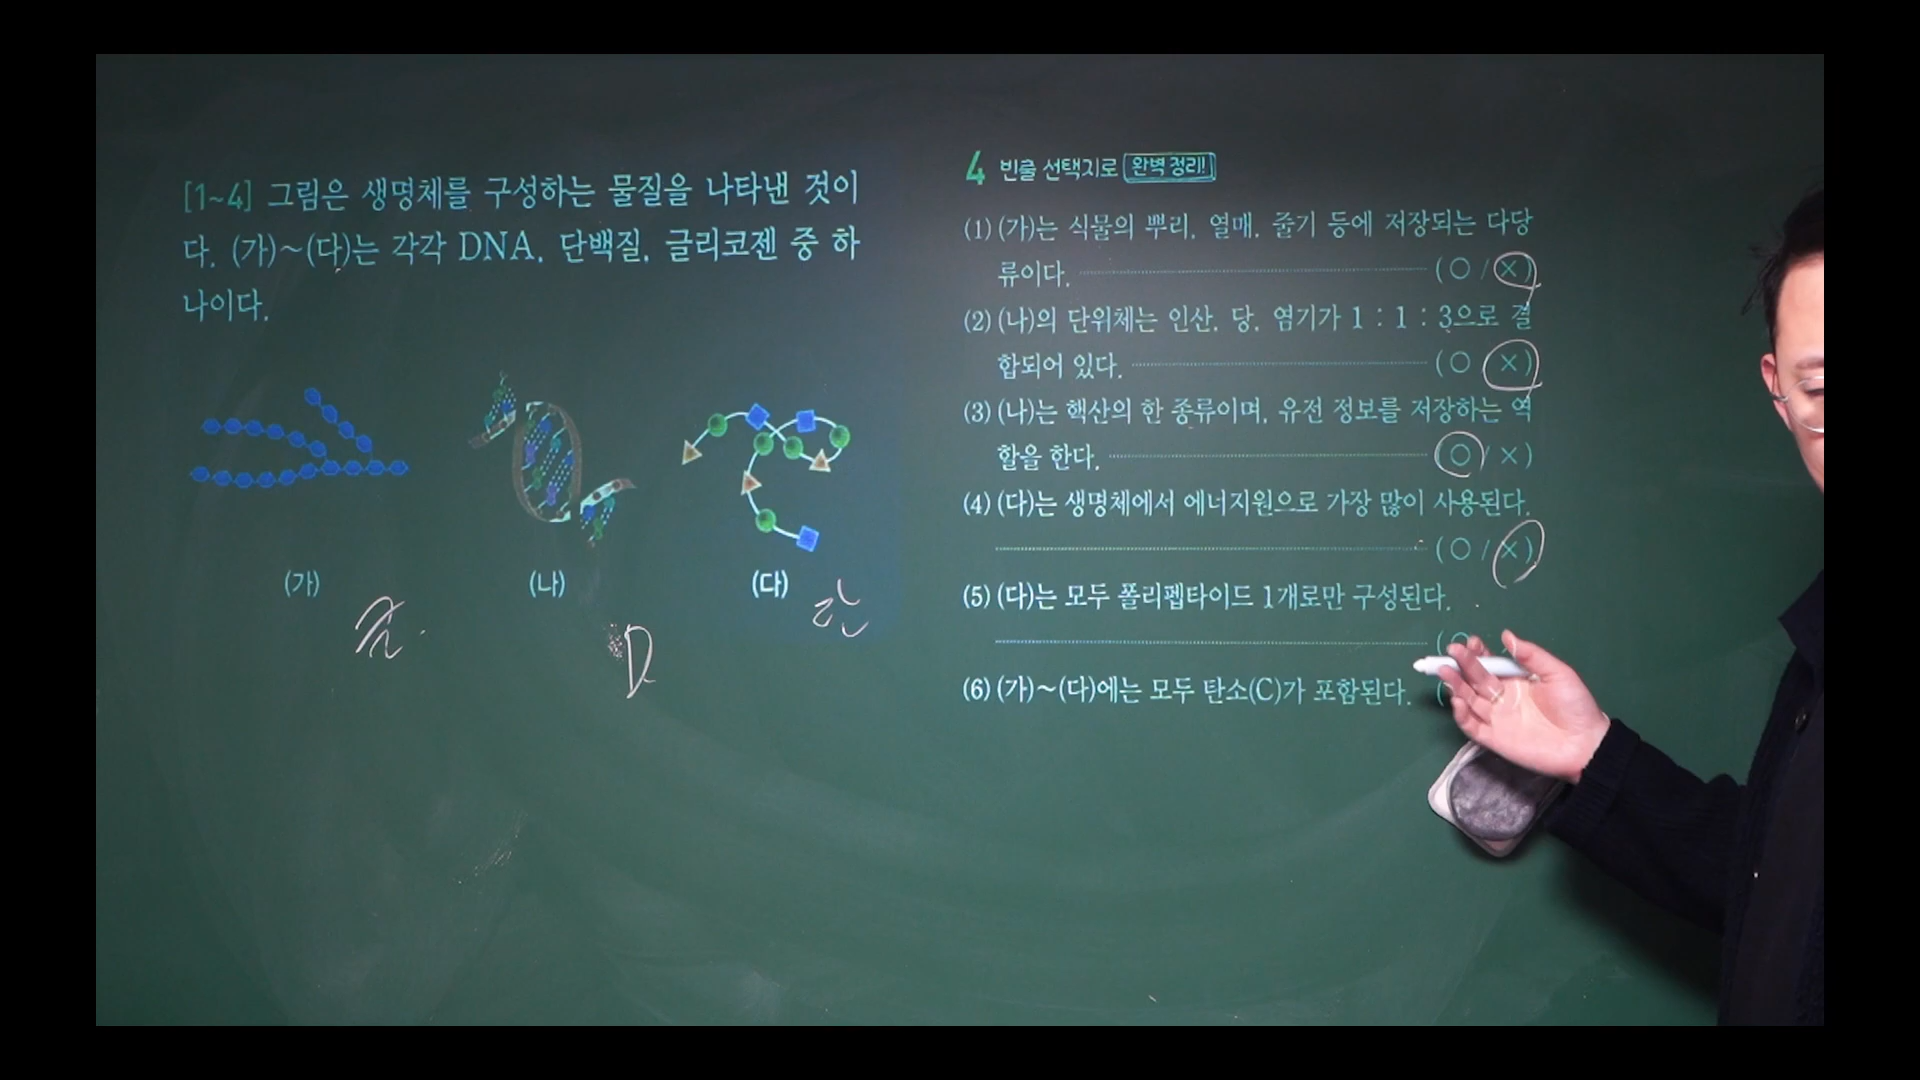 [1~4] 그림은 생명체를 구성하는 물질을 나타낸 것이
다. (가)~(다)는 각각 DNA, 단백질, 글리코젠 중 하
나이다.
(가)
(나)
(다)
글
D
단
4 빈출 선택지로 완벽 정리!
(1) (가)는 식물의 뿌리, 열매, 줄기 등에 저장되는 다당
류이다. (○ / ×)
(2) (나)의 단위체는 인산, 당, 염기가 1 : 1 : 3으로 결
합되어 있다. (○ ×)
(3) (나)는 핵산의 한 종류이며, 유전 정보를 저장하는 역
할을 한다. (○ / ×)
(4) (다)는 생명체에서 에너지원으로 가장 많이 사용된다.
(○ / ×)
(5) (다)는 모두 폴리펩타이드 1개로만 구성된다.
(○
(6) (가)~(다)에는 모두 탄소(C)가 포함된다. (